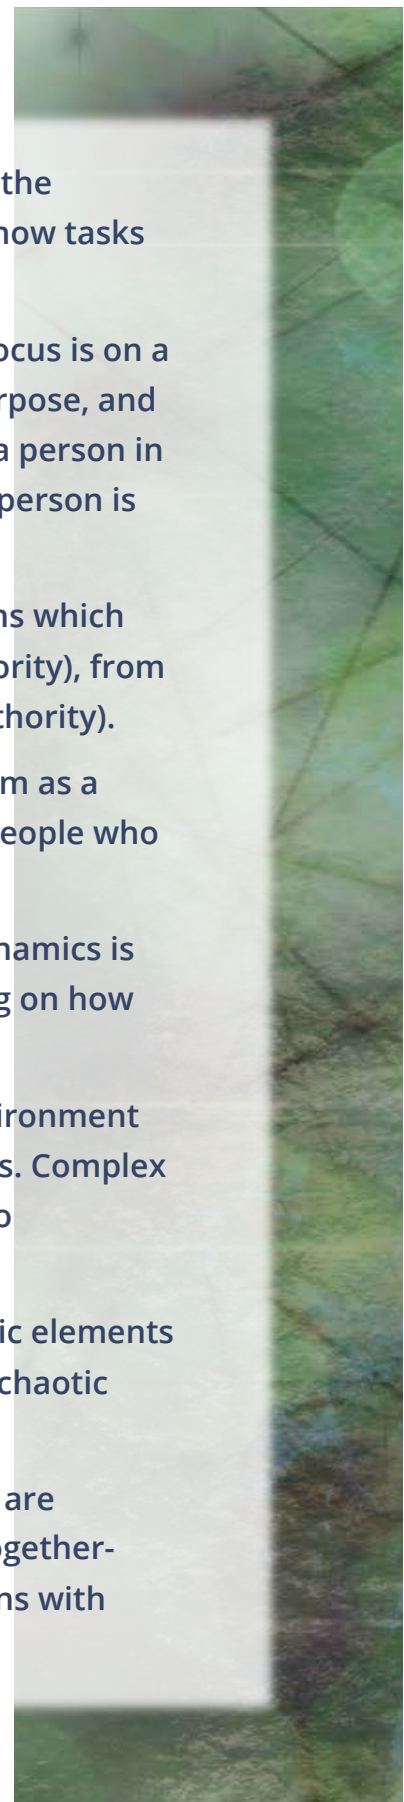 the
how tasks
ocus is on a
rpose, and
a person in
person is
ns which
ority), from
thority).
m as a
eople who
namics is
g on how
ironment
s. Complex
o
ic elements
chaotic
are
gether-
ns with